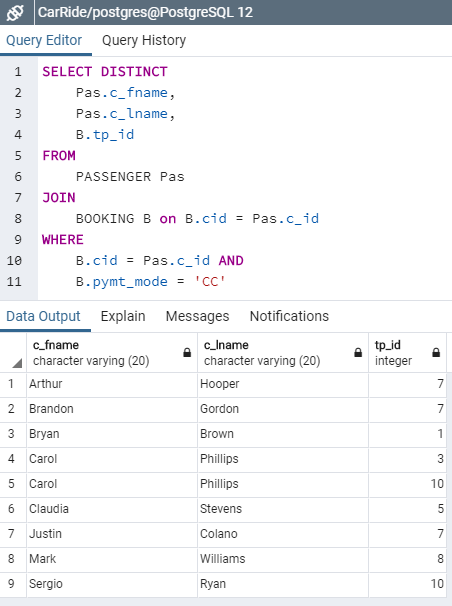 CarRide/postgres@PostgreSQL 12
Query Editor Query History
1 SELECT DISTINCT
2 Pas.c_fname,
3 Pas.c_lname,
4 B.tp_id
5 FROM
6 PASSENGER Pas
7 JOIN
8 BOOKING B on B.cid = Pas.c_id
9 WHERE
10 B.cid = Pas.c_id AND
11 B.pymt_mode = 'CC'
Data Output Explain Messages Notifications
c_fname c_lname tp_id
character varying (20) character varying (20) integer
1 Arthur Hooper 7
2 Brandon Gordon 7
3 Bryan Brown 1
4 Carol Phillips 3
5 Carol Phillips 10
6 Claudia Stevens 5
7 Justin Colano 7
8 Mark Williams 8
9 Sergio Ryan 10